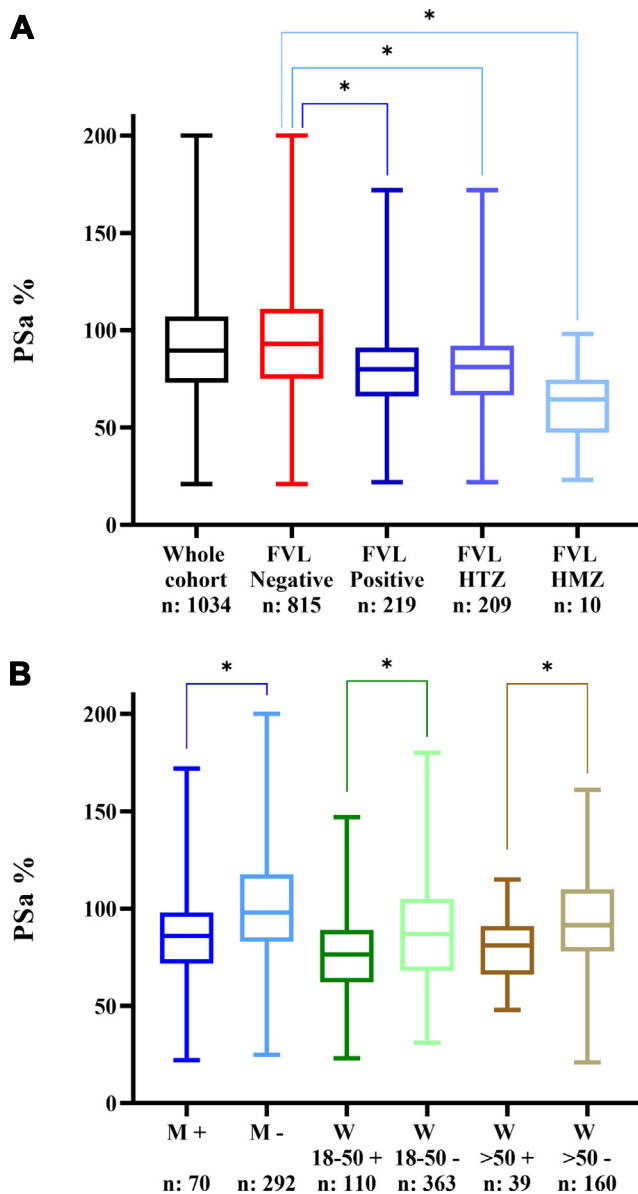 A
*
*
*
PSa %
200
150
100
50
0
Whole cohort n: 1034
FVL Negative n: 815
FVL Positive n: 219
FVL HTZ n: 209
FVL HMZ n: 10
B
*
*
*
PSa %
200
150
100
50
0
M + n: 70
M - n: 292
W 18-50 + n: 110
W 18-50 - n: 363
W >50 + n: 39
W >50 - n: 160